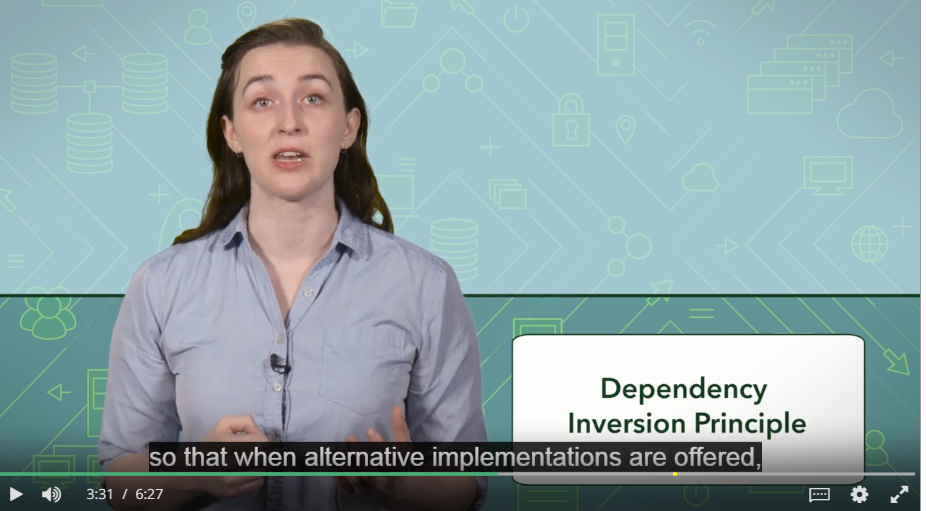 Dependency
Inversion Principle
so that when alternative implementations are offered,
3:31 / 6:27